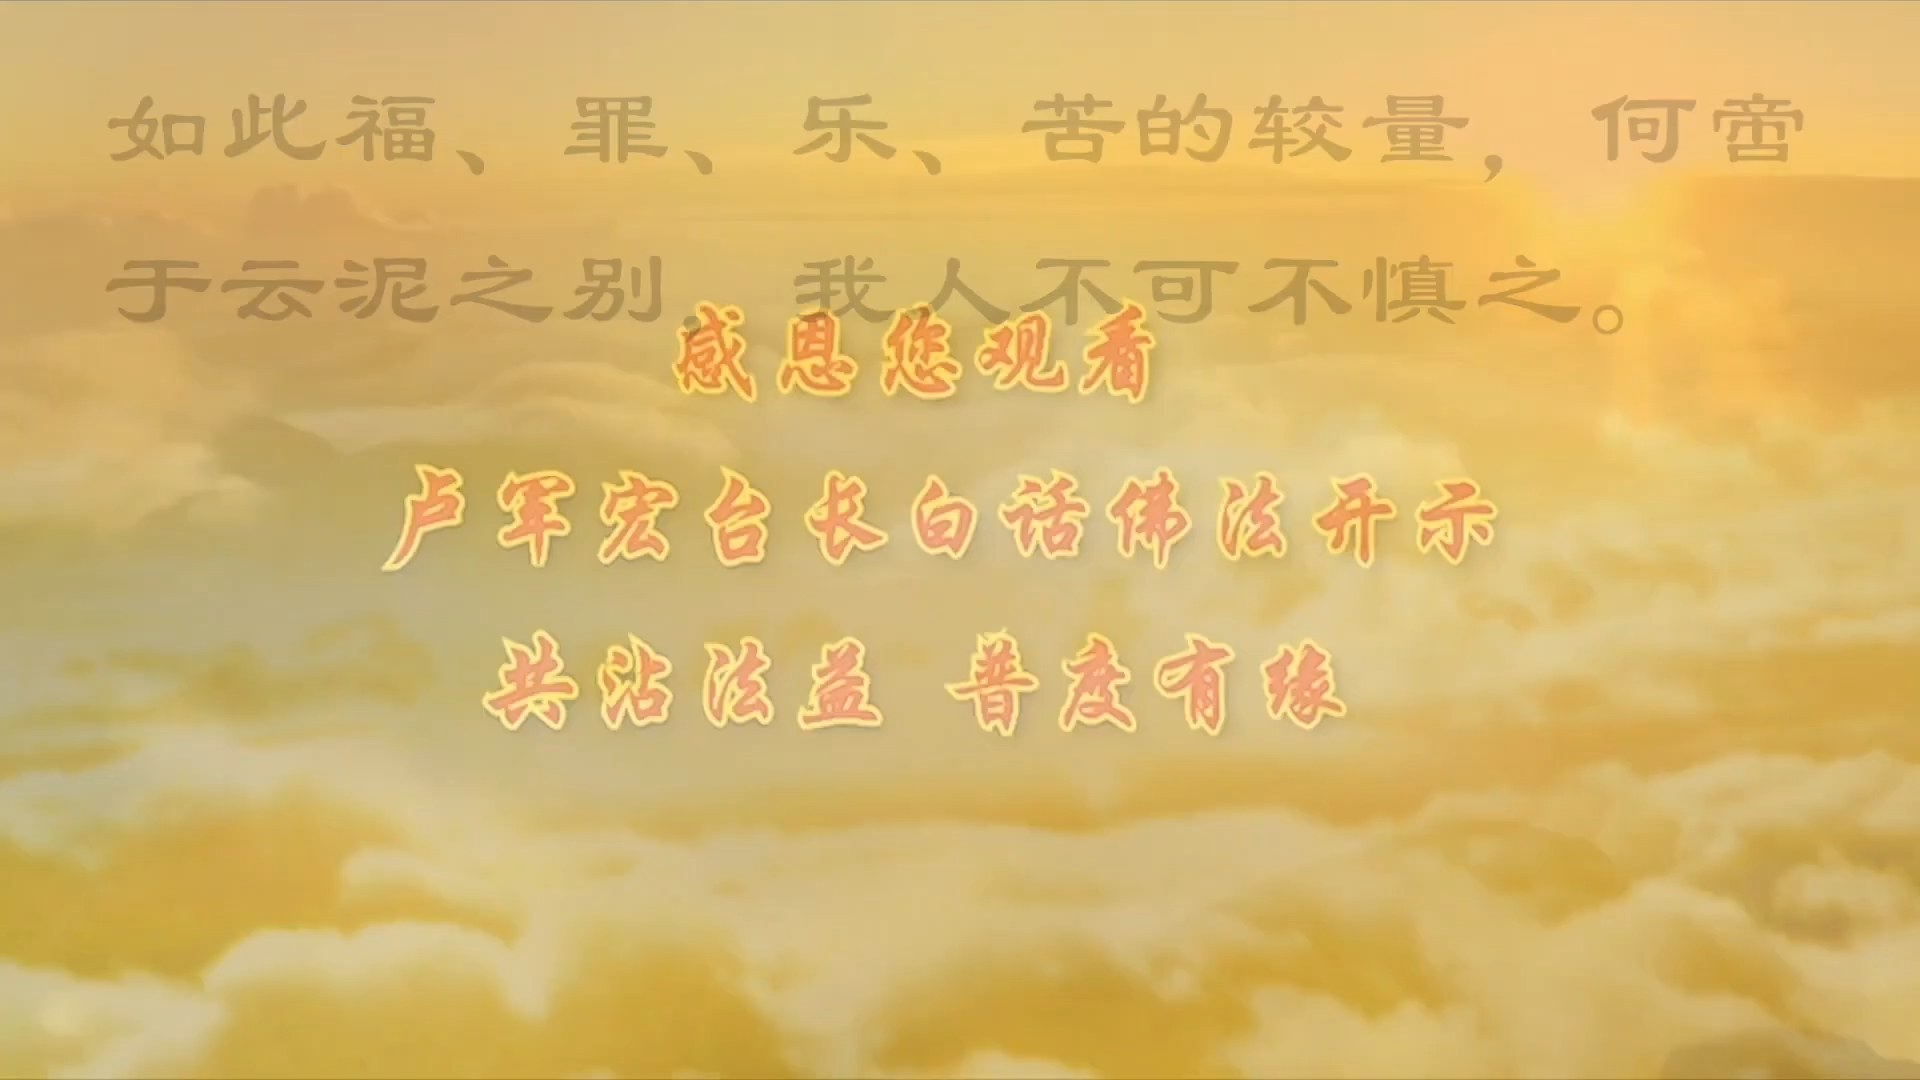 如此福、罪、乐、苦的较量，何啻
于云泥之别，我人不可不慎之。
感恩您观看
卢军宏台长白话佛法开示
共沾法益 普度有缘